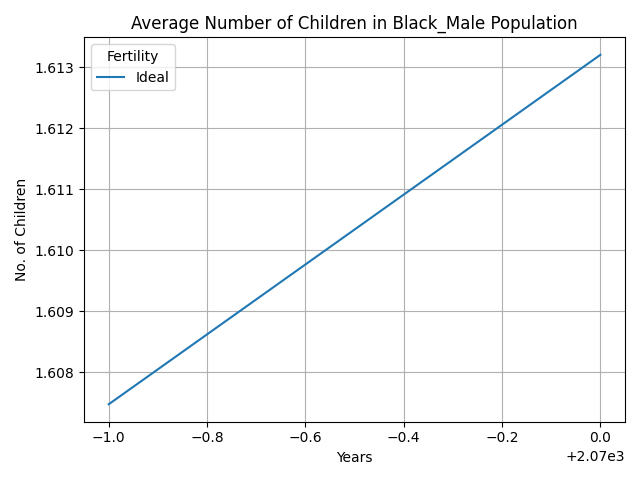 Average Number of Children in Black_Male Population
Fertility
Ideal
No. of Children
1.613
1.612
1.611
1.610
1.609
1.608
−1.0 −0.8 −0.6 −0.4 −0.2 0.0
Years
+2.07e3